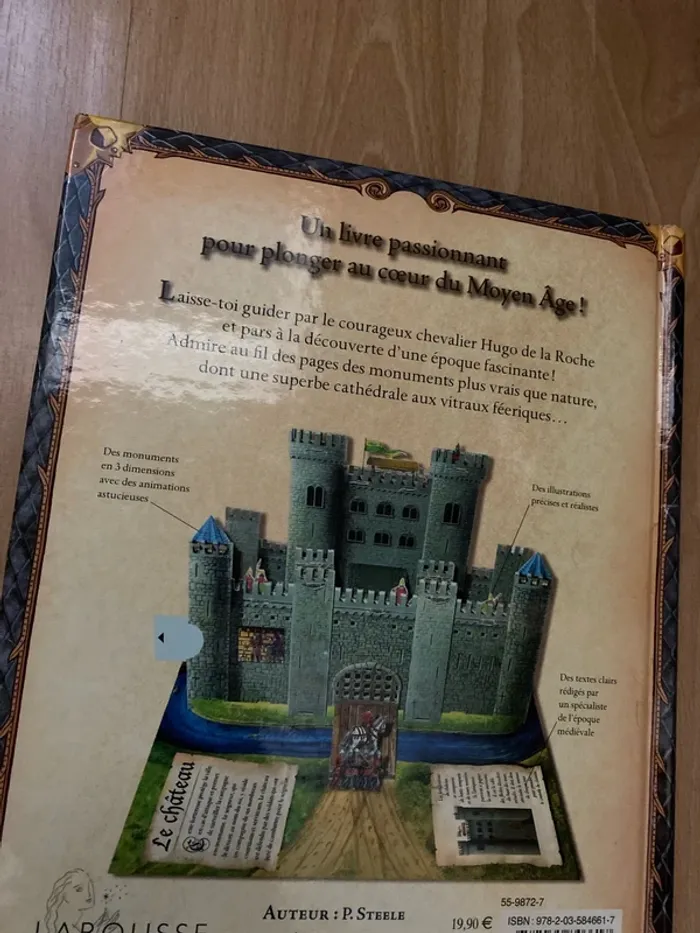 Un livre passionnant
pour plonger au cœur du Moyen Âge !
Laisse-toi guider par le courageux chevalier Hugo de la Roche
et pars à la découverte d'une époque fascinante !
Admire au fil des pages des monuments plus vrais que nature,
dont une superbe cathédrale aux vitraux féeriques...
Des monuments
en 3 dimensions
avec des animations
astucieuses
Des illustrations
précises et réalistes
Des textes clairs
rédigés par
un spécialiste
de l'époque
médiévale
Le château
LAROUSSE
AUTEUR : P. STEELE
19,90 €
55-9872-7
ISBN : 978-2-03-584661-7